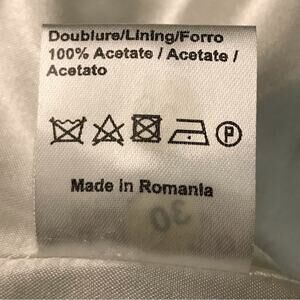 Doublure/Lining/Forro
100% Acetate / Acetate /
Acetato
P
Made in Romania
30